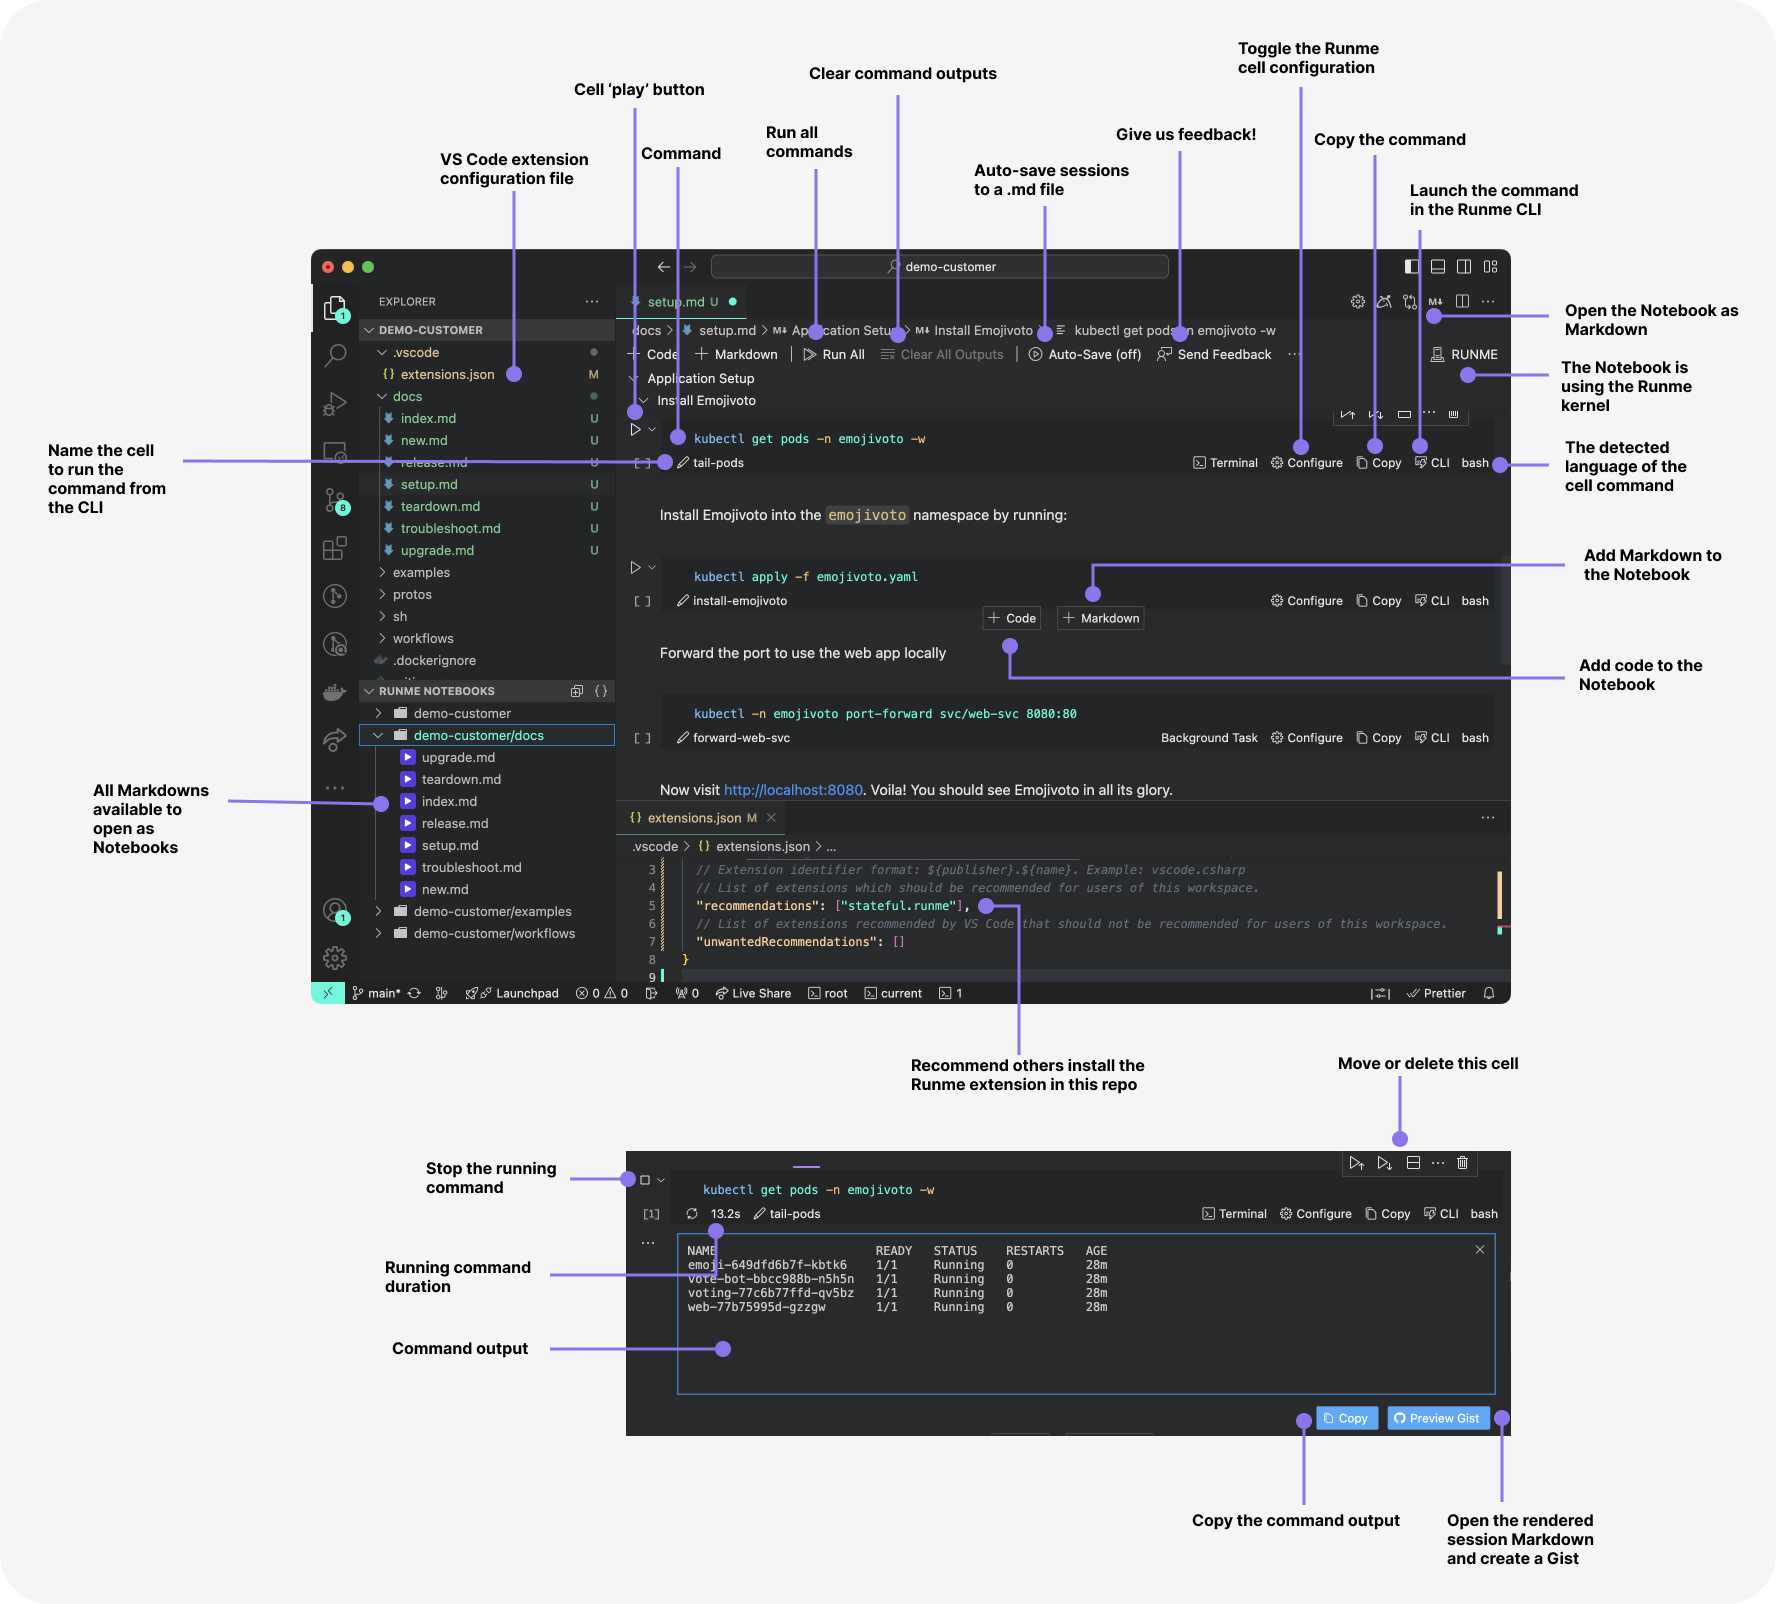 Toggle the Runme
cell configuration
Clear command outputs
Cell ‘play’ button
Run all
commands
Give us feedback!
Copy the command
Command
VS Code extension
configuration file
Auto-save sessions
to a .md file
Launch the command
in the Runme CLI
demo-customer
EXPLORER
setup.md U
M↓
Open the Notebook as
Markdown
DEMO-CUSTOMER
docs > setup.md > M↓ Application Setup > M↓ Install Emojivoto kubectl get pods -n emojivoto -w
.vscode
+ Code + Markdown Run All Clear All Outputs Auto-Save (off) Send Feedback ... RUNME
The Notebook is
using the Runme
kernel
{} extensions.json M
Application Setup
docs
Install Emojivoto
index.md U
new.md U
kubectl get pods -n emojivoto -w
release.md U
[ ] tail-pods Terminal Configure Copy CLI bash
The detected
language of the
cell command
Name the cell
to run the
command from
the CLI
setup.md U
teardown.md U
troubleshoot.md U
upgrade.md U
8
1
Install Emojivoto into the emojivoto namespace by running:
examples
protos
sh
workflows
.dockerignore
kubectl apply -f emojivoto.yaml
[ ] install-emojivoto Configure Copy CLI bash
+ Code + Markdown
Add Markdown to
the Notebook
Forward the port to use the web app locally
Add code to the
Notebook
RUNME NOTEBOOKS {}
demo-customer
demo-customer/docs
upgrade.md
teardown.md
index.md
release.md
setup.md
troubleshoot.md
new.md
demo-customer/examples
demo-customer/workflows
1
All Markdowns
available to
open as
Notebooks
kubectl -n emojivoto port-forward svc/web-svc 8080:80
[ ] forward-web-svc Background Task Configure Copy CLI bash
Now visit http://localhost:8080. Voila! You should see Emojivoto in all its glory.
{} extensions.json M ×
.vscode > {} extensions.json > ...
3 // Extension identifier format: ${publisher}.${name}. Example: vscode.csharp
4 // List of extensions which should be recommended for users of this workspace.
5 "recommendations": ["stateful.runme"],
6 // List of extensions recommended by VS Code that should not be recommended for users of this workspace.
7 "unwantedRecommendations": []
8 }
9
main* Launchpad 0 0 0 Live Share root current 1 Prettier
Recommend others install the
Runme extension in this repo
Move or delete this cell
Stop the running
command
kubectl get pods -n emojivoto -w
[1] 13.2s tail-pods Terminal Configure Copy CLI bash
Running command
duration
NAME READY STATUS RESTARTS AGE
emoji-649dfd6b7f-kbtk6 1/1 Running 0 28m
vote-bot-bbcc988b-n5h5n 1/1 Running 0 28m
voting-77c6b77ffd-qv5bz 1/1 Running 0 28m
web-77b75995d-gzzgw 1/1 Running 0 28m
Command output
Copy Preview Gist
Copy the command output
Open the rendered
session Markdown
and create a Gist